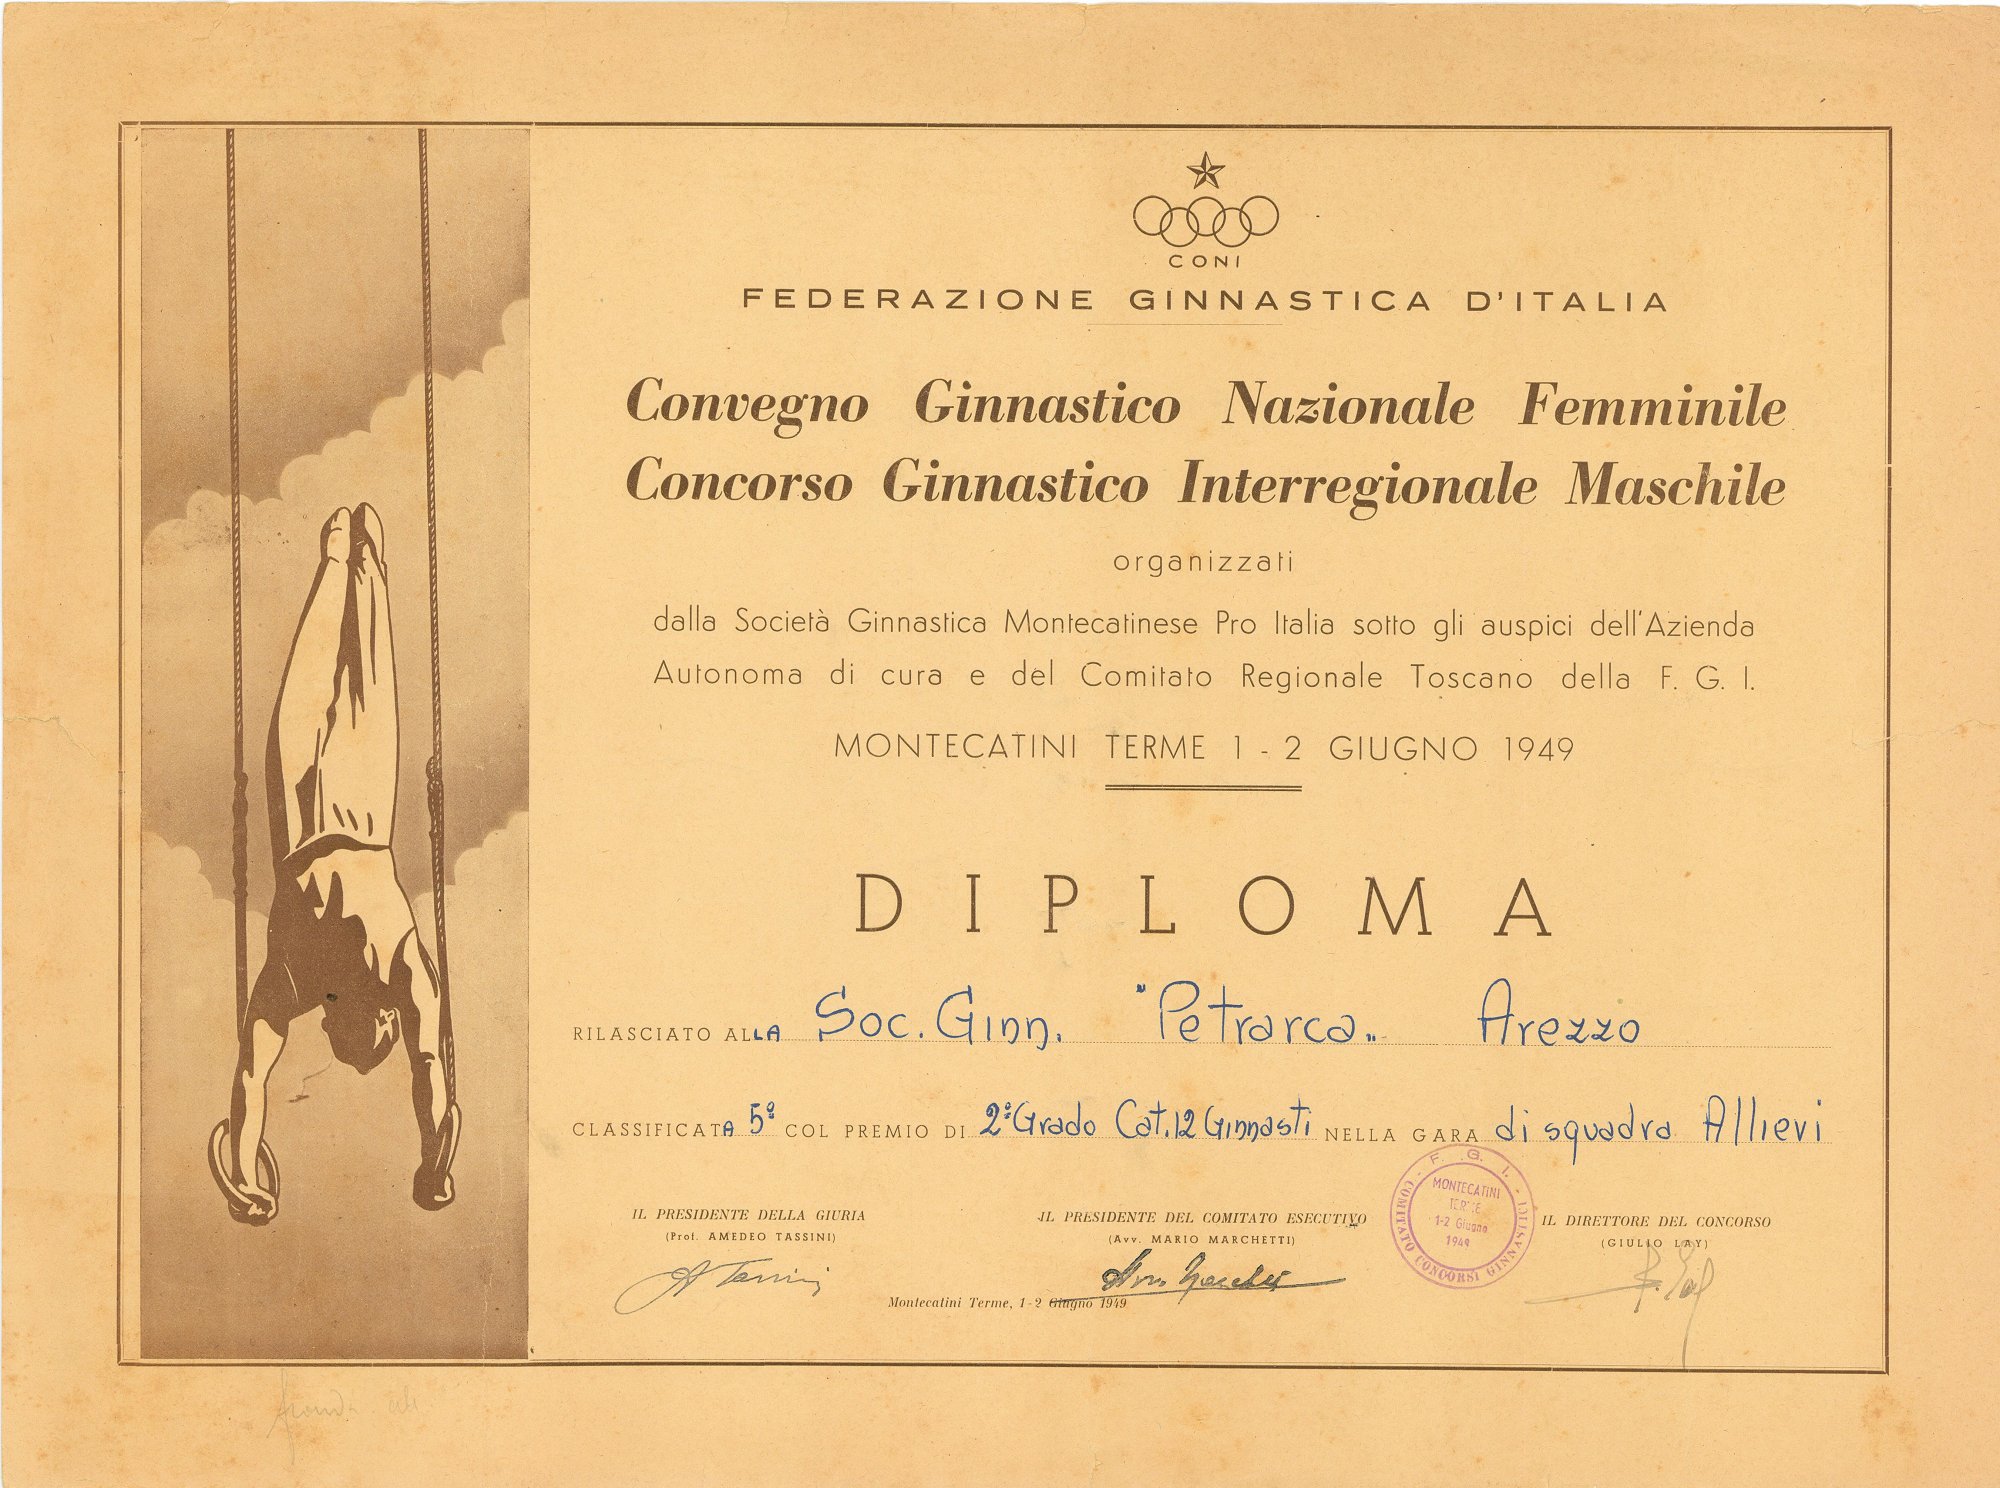 CONI
FEDERAZIONE GINNASTICA D'ITALIA
Convegno Ginnastico Nazionale Femminile
Concorso Ginnastico Interregionale Maschile
organizzati
dalla Società Ginnastica Montecatinese Pro Italia sotto gli auspici dell'Azienda
Autonoma di cura e del Comitato Regionale Toscano della F. G. I.
MONTECATINI TERME 1 - 2 GIUGNO 1949
DIPLOMA
RILASCIATO ALLA Soc. Ginn. "Petrarca" Arezzo
CLASSIFICATA 5ª COL PREMIO DI 2° Grado Cat. 12 Ginnasti NELLA GARA di squadra Allievi
IL PRESIDENTE DELLA GIURIA
(Prof. AMEDEO TASSINI)
A Tassini
IL PRESIDENTE DEL COMITATO ESECUTIVO
(Avv. MARIO MARCHETTI)
F. G. I.
COMITATO CONCORSI GINNASTICI
MONTECATINI
TERME
1-2 Giugno
1949
IL DIRETTORE DEL CONCORSO
(GIULIO LAY)
Montecatini Terme, 1 - 2 Giugno 1949